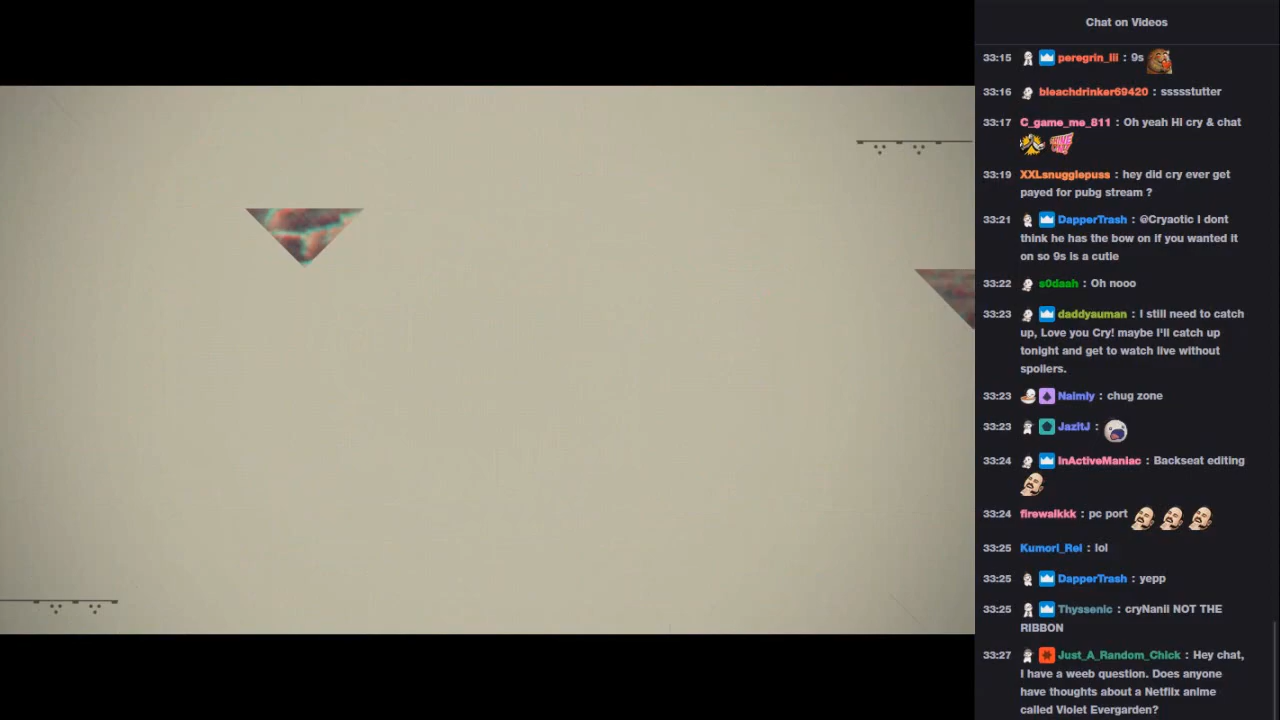 Chat on Videos
33:15 peregrin_iii : 9s
33:16 bleachdrinker69420 : ssssstutter
33:17 C_game_me_811 : Oh yeah HI cry & chat
33:19 XXLsnugglepuss : hey did cry ever get
payed for pubg stream ?
33:21 DapperTrash : @Cryaotic I dont
think he has the bow on if you wanted it
on so 9s is a cutie
33:22 s0daah : Oh nooo
33:23 daddyauman : I still need to catch
up, Love you Cry! maybe I'll catch up
tonight and get to watch live without
spoilers.
33:23 Naimly : chug zone
33:23 JazItJ :
33:24 InActiveManiac : Backseat editing
33:24 firewalkkk : pc port
33:25 Kumori_Rei : lol
33:25 DapperTrash : yepp
33:25 Thyssenic : cryNanii NOT THE
RIBBON
33:27 Just_A_Random_Chick : Hey chat,
I have a weeb question. Does anyone
have thoughts about a Netflix anime
called Violet Evergarden?